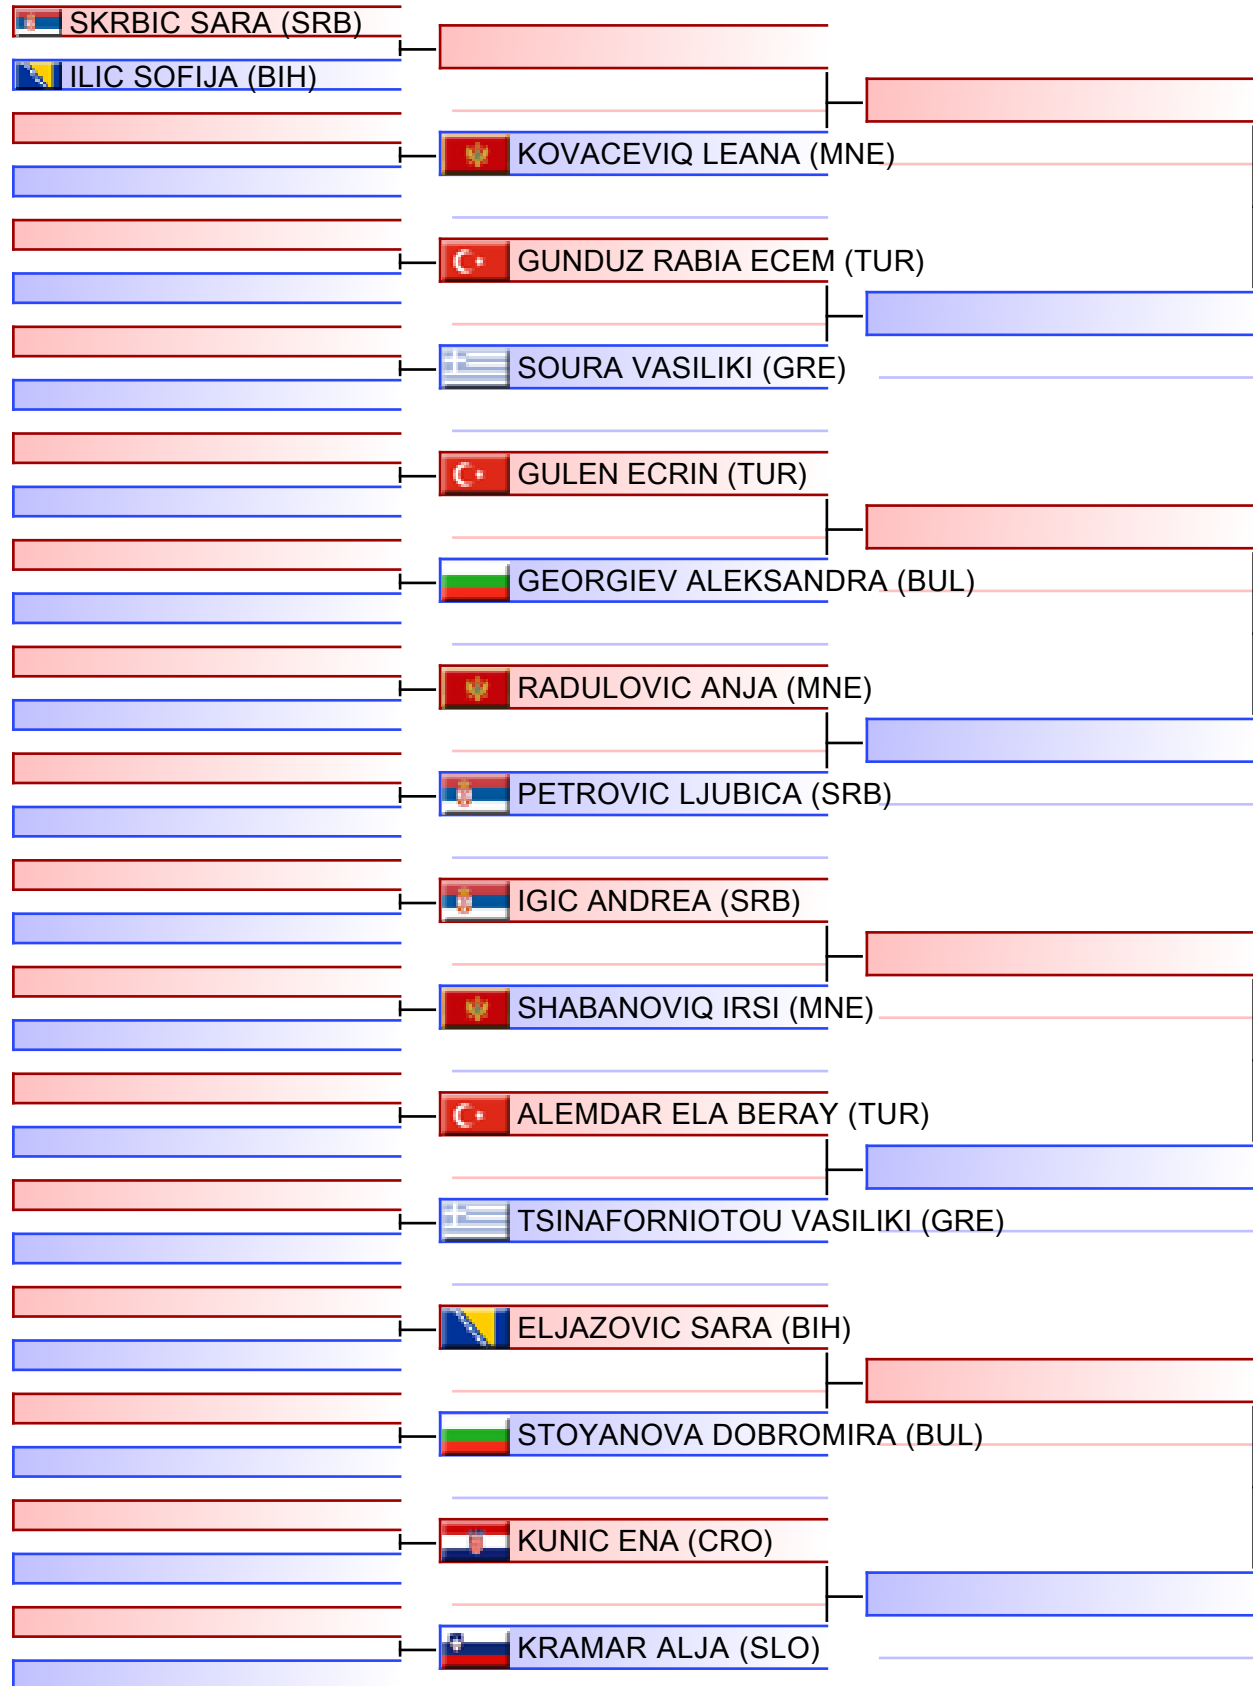 SKRBIC SARA (SRB)
ILIC SOFIJA (BIH)
KOVACEVIQ LEANA (MNE)
GUNDUZ RABIA ECEM (TUR)
SOURA VASILIKI (GRE)
GULEN ECRIN (TUR)
GEORGIEV ALEKSANDRA (BUL)
RADULOVIC ANJA (MNE)
PETROVIC LJUBICA (SRB)
IGIC ANDREA (SRB)
SHABANOVIQ IRSI (MNE)
ALEMDAR ELA BERAY (TUR)
TSINAFORNIOTOU VASILIKI (GRE)
ELJAZOVIC SARA (BIH)
STOYANOVA DOBROMIRA (BUL)
KUNIC ENA (CRO)
KRAMAR ALJA (SLO)